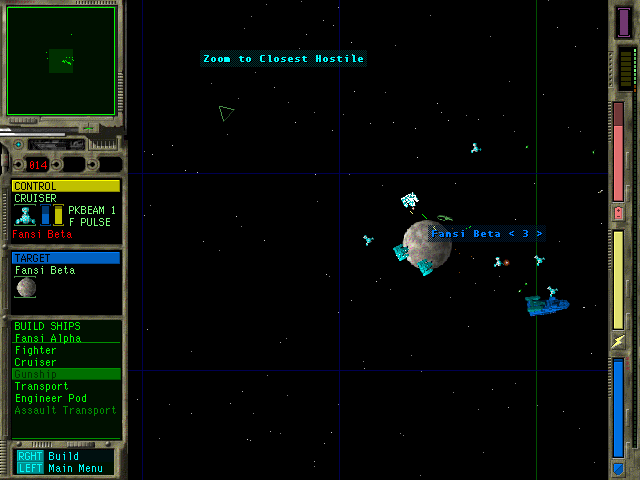 Zoom to Closest Hostile
014
CONTROL
CRUISER
PKBEAM 1
F PULSE
Fansi Beta
Fansi Beta < 3 >
TARGET
Fansi Beta
BUILD SHIPS
Fansi Alpha
Fighter
Cruiser
Gunship
Transport
Engineer Pod
Assault Transport
RGHT Build
LEFT Main Menu